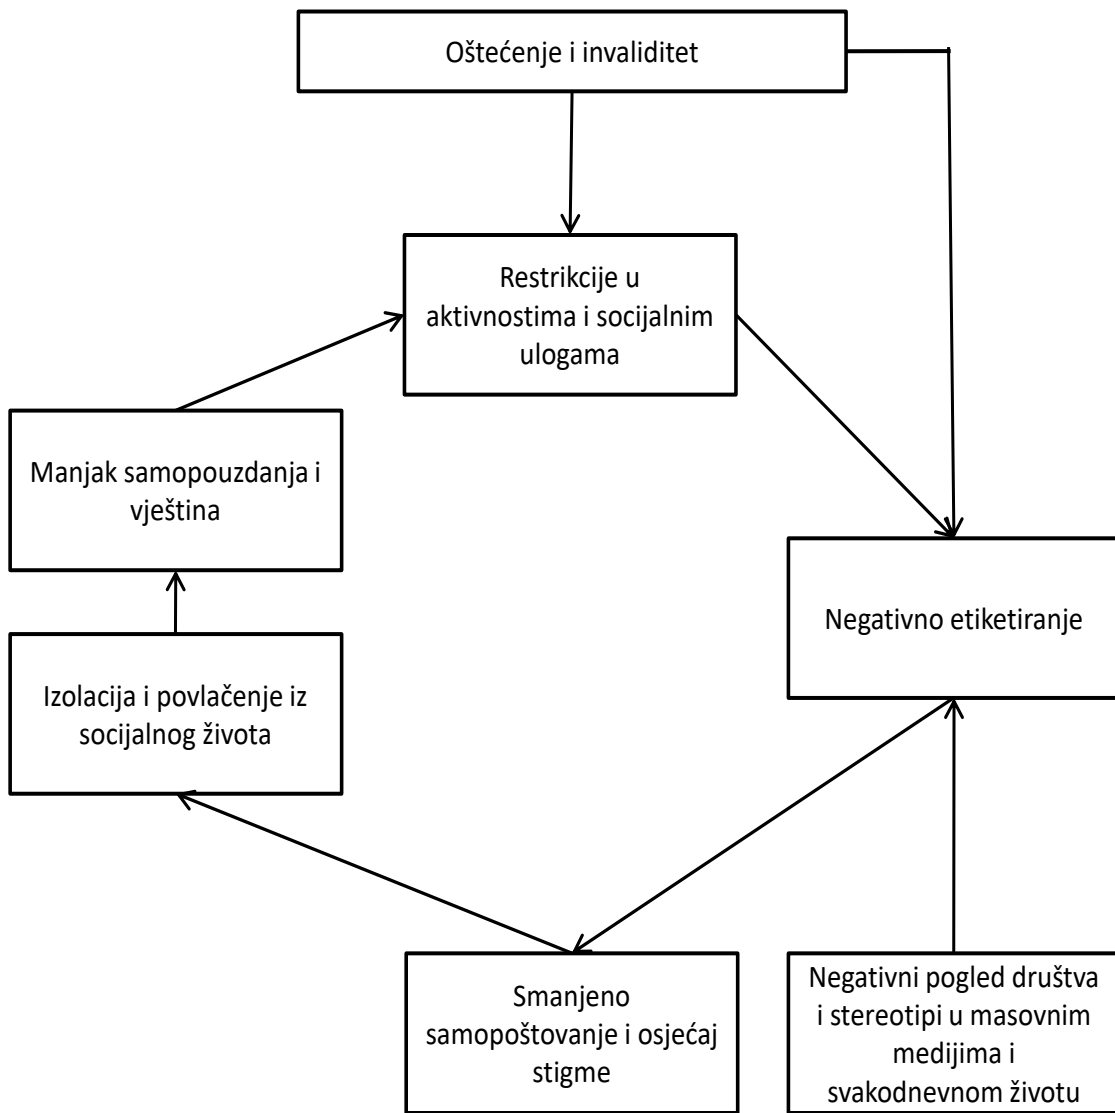 Oštećenje i invaliditet
Restrikcije u
aktivnostima i socijalnim
ulogama
Manjak samopouzdanja i
vještina
Negativno etiketiranje
Izolacija i povlačenje iz
socijalnog života
Smanjeno
samopoštovanje i osjećaj
stigme
Negativni pogled društva
i stereotipi u masovnim
medijima i
svakodnevnom životu